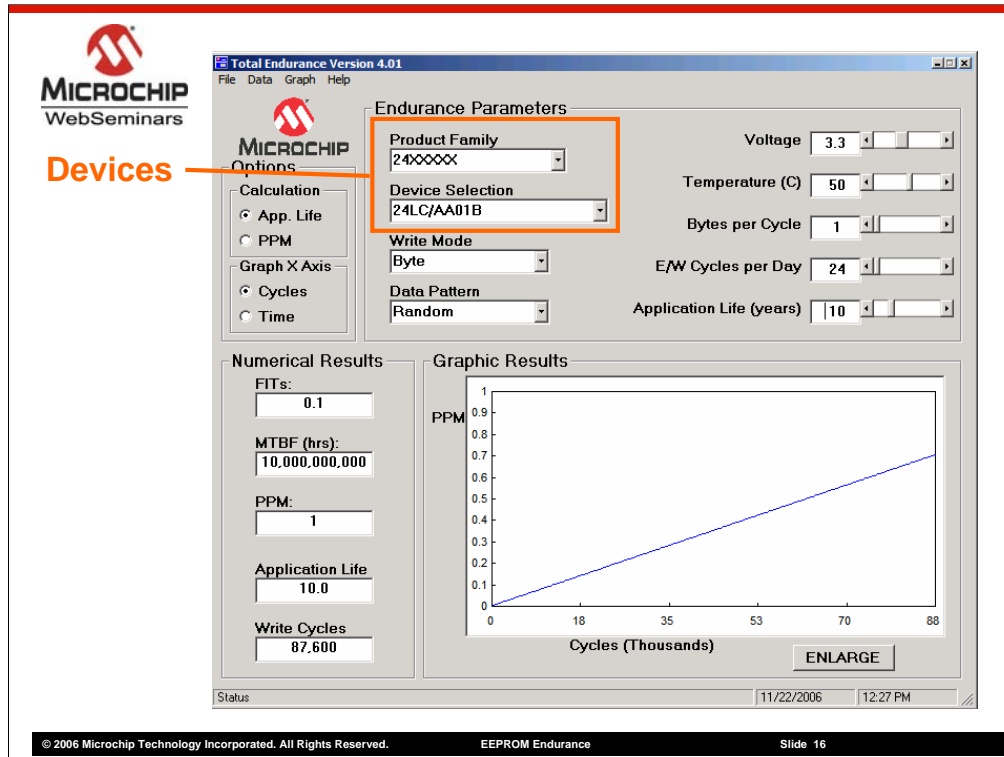 MICROCHIP
WebSeminars
Devices
Total Endurance Version 4.01
File Data Graph Help
MICROCHIP
Options
Calculation
App. Life
PPM
Graph X Axis
Cycles
Time
Endurance Parameters
Product Family
24XXXXX
Device Selection
24LC/AA01B
Write Mode
Byte
Data Pattern
Random
Voltage 3.3
Temperature (C) 50
Bytes per Cycle 1
E/W Cycles per Day 24
Application Life (years) 10
Numerical Results
FITs:
0.1
MTBF (hrs):
10,000,000,000
PPM:
1
Application Life
10.0
Write Cycles
87,600
Graphic Results
PPM
1
0.9
0.8
0.7
0.6
0.5
0.4
0.3
0.2
0.1
0
0 18 35 53 70 88
Cycles (Thousands)
ENLARGE
Status 11/22/2006 12:27 PM
© 2006 Microchip Technology Incorporated. All Rights Reserved. EEPROM Endurance Slide 16